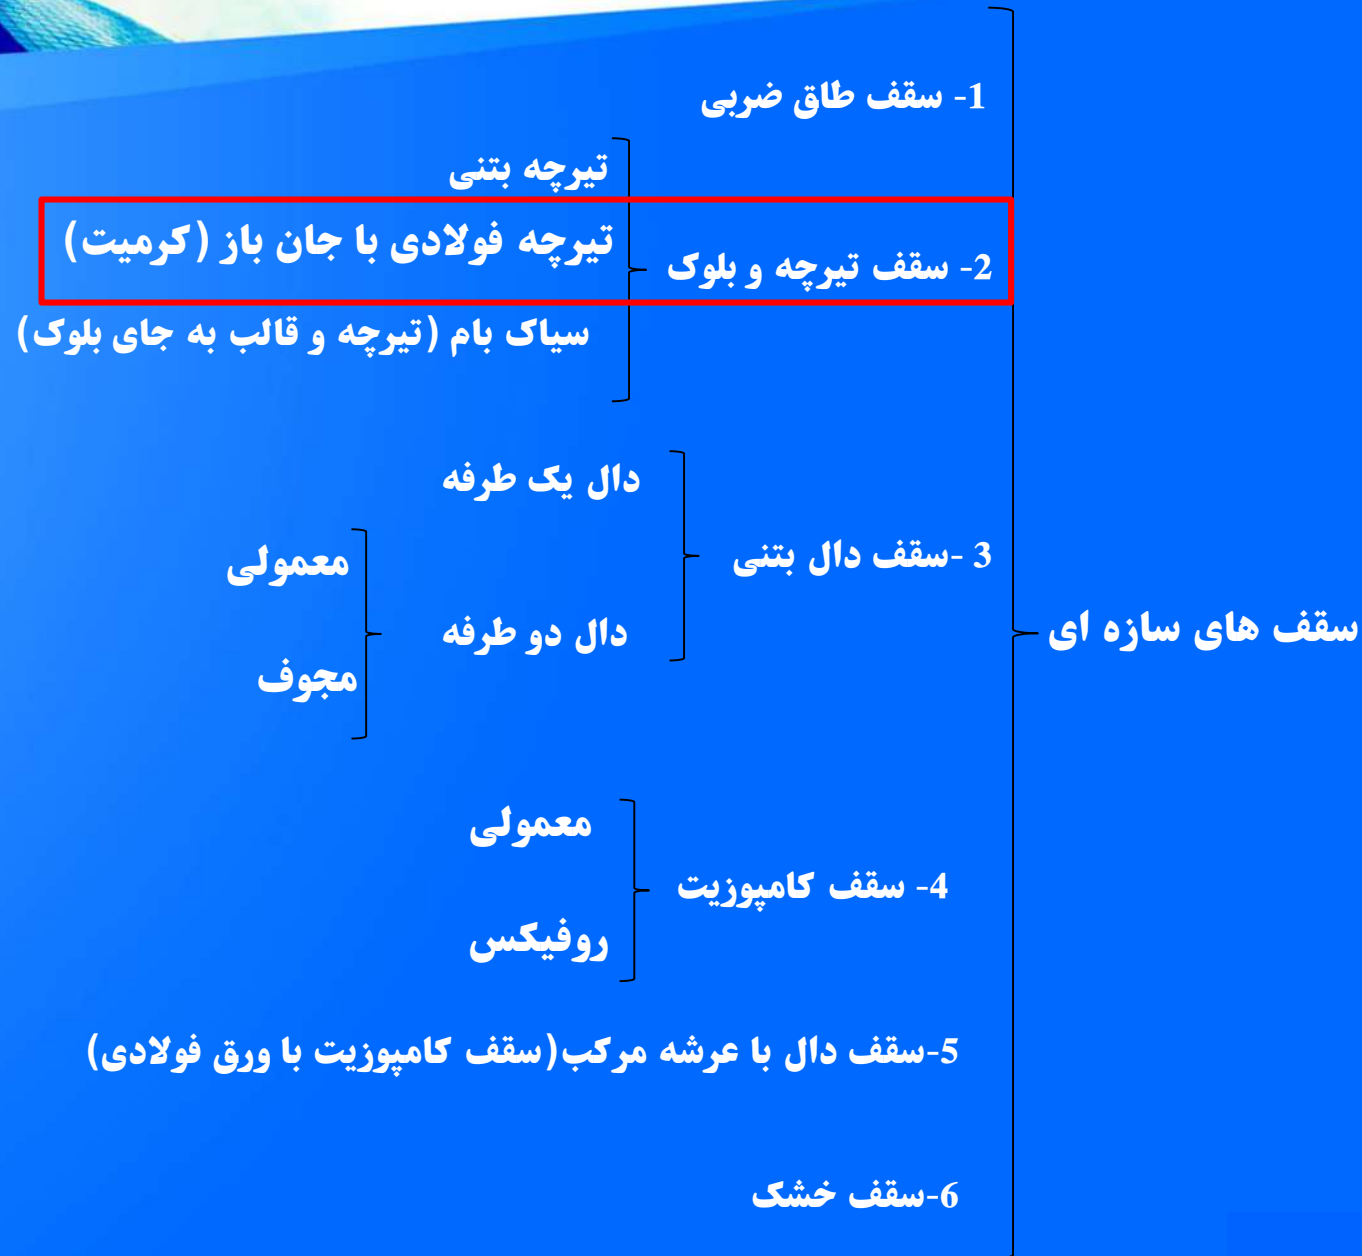 سقف های سازه ای
1- سقف طاق ضربی
2- سقف تیرچه و بلوک
تیرچه بتنی
تیرچه فولادی با جان باز (کرمیت)
سیاک بام (تیرچه و قالب به جای بلوک)
3 -سقف دال بتنی
دال یک طرفه
دال دو طرفه
معمولی
مجوف
4- سقف کامپوزیت
معمولی
روفیکس
5-سقف دال با عرشه مرکب(سقف کامپوزیت با ورق فولادی)
6-سقف خشک